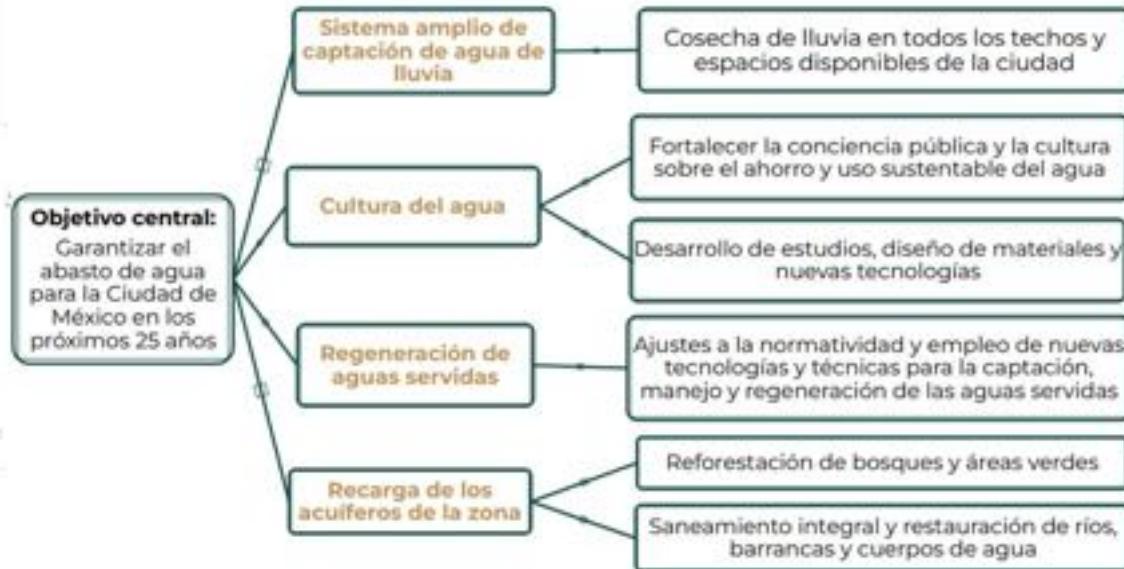 Objetivo central:
Garantizar el
abasto de agua
para la Ciudad de
México en los
próximos 25 años
Sistema amplio de
captación de agua de
lluvia
Cosecha de lluvia en todos los techos y
espacios disponibles de la ciudad
Cultura del agua
Fortalecer la conciencia pública y la cultura
sobre el ahorro y uso sustentable del agua
Desarrollo de estudios, diseño de materiales y
nuevas tecnologías
Regeneración de
aguas servidas
Ajustes a la normatividad y empleo de nuevas
tecnologías y técnicas para la captación,
manejo y regeneración de las aguas servidas
Recarga de los
acuíferos de la zona
Reforestación de bosques y áreas verdes
Saneamiento integral y restauración de ríos,
barrancas y cuerpos de agua